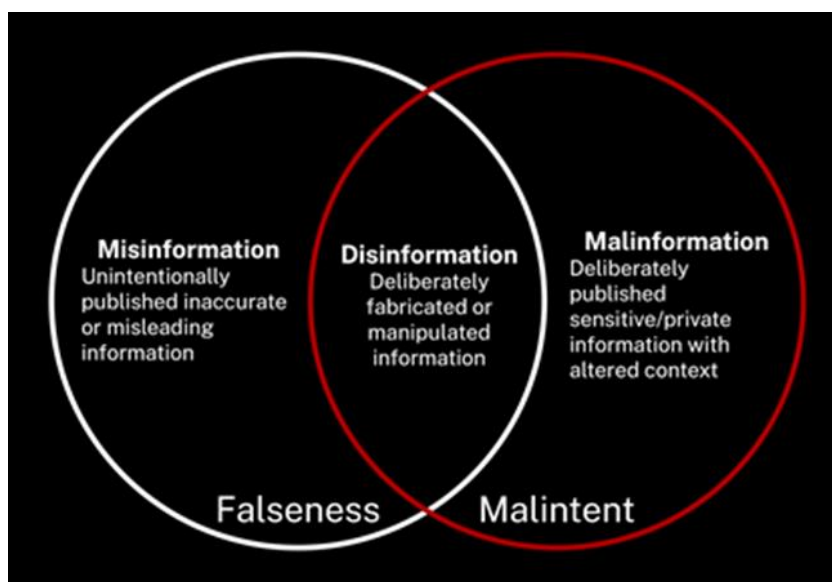 Misinformation
Unintentionally
published inaccurate
or misleading
information
Disinformation
Deliberately
fabricated or
manipulated
information
Malinformation
Deliberately
published
sensitive/private
information with
altered context
Falseness
Malintent